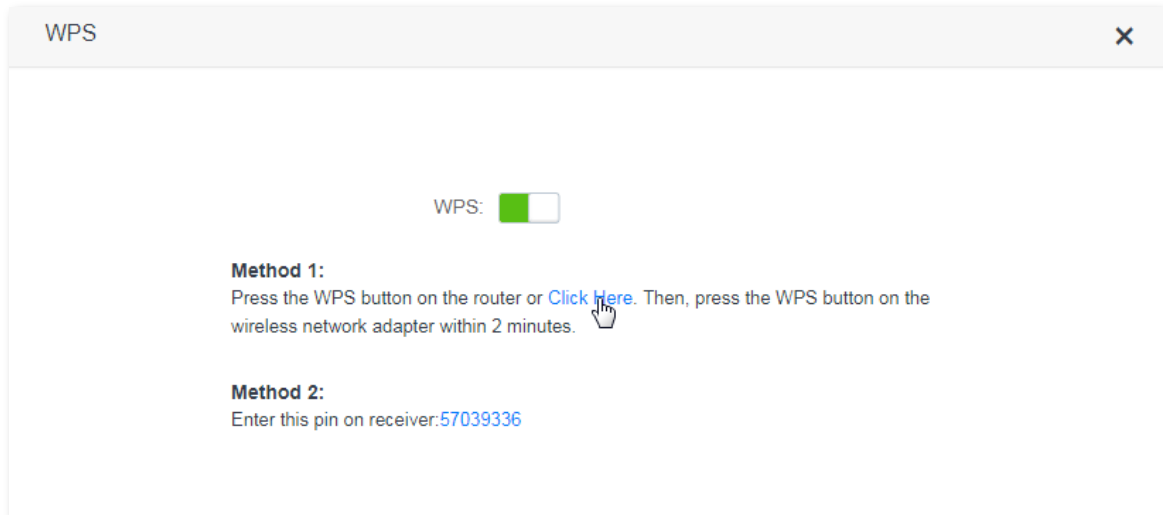 WPS
WPS:
Method 1:
Press the WPS button on the router or Click Here. Then, press the WPS button on the
wireless network adapter within 2 minutes.
Method 2:
Enter this pin on receiver:57039336